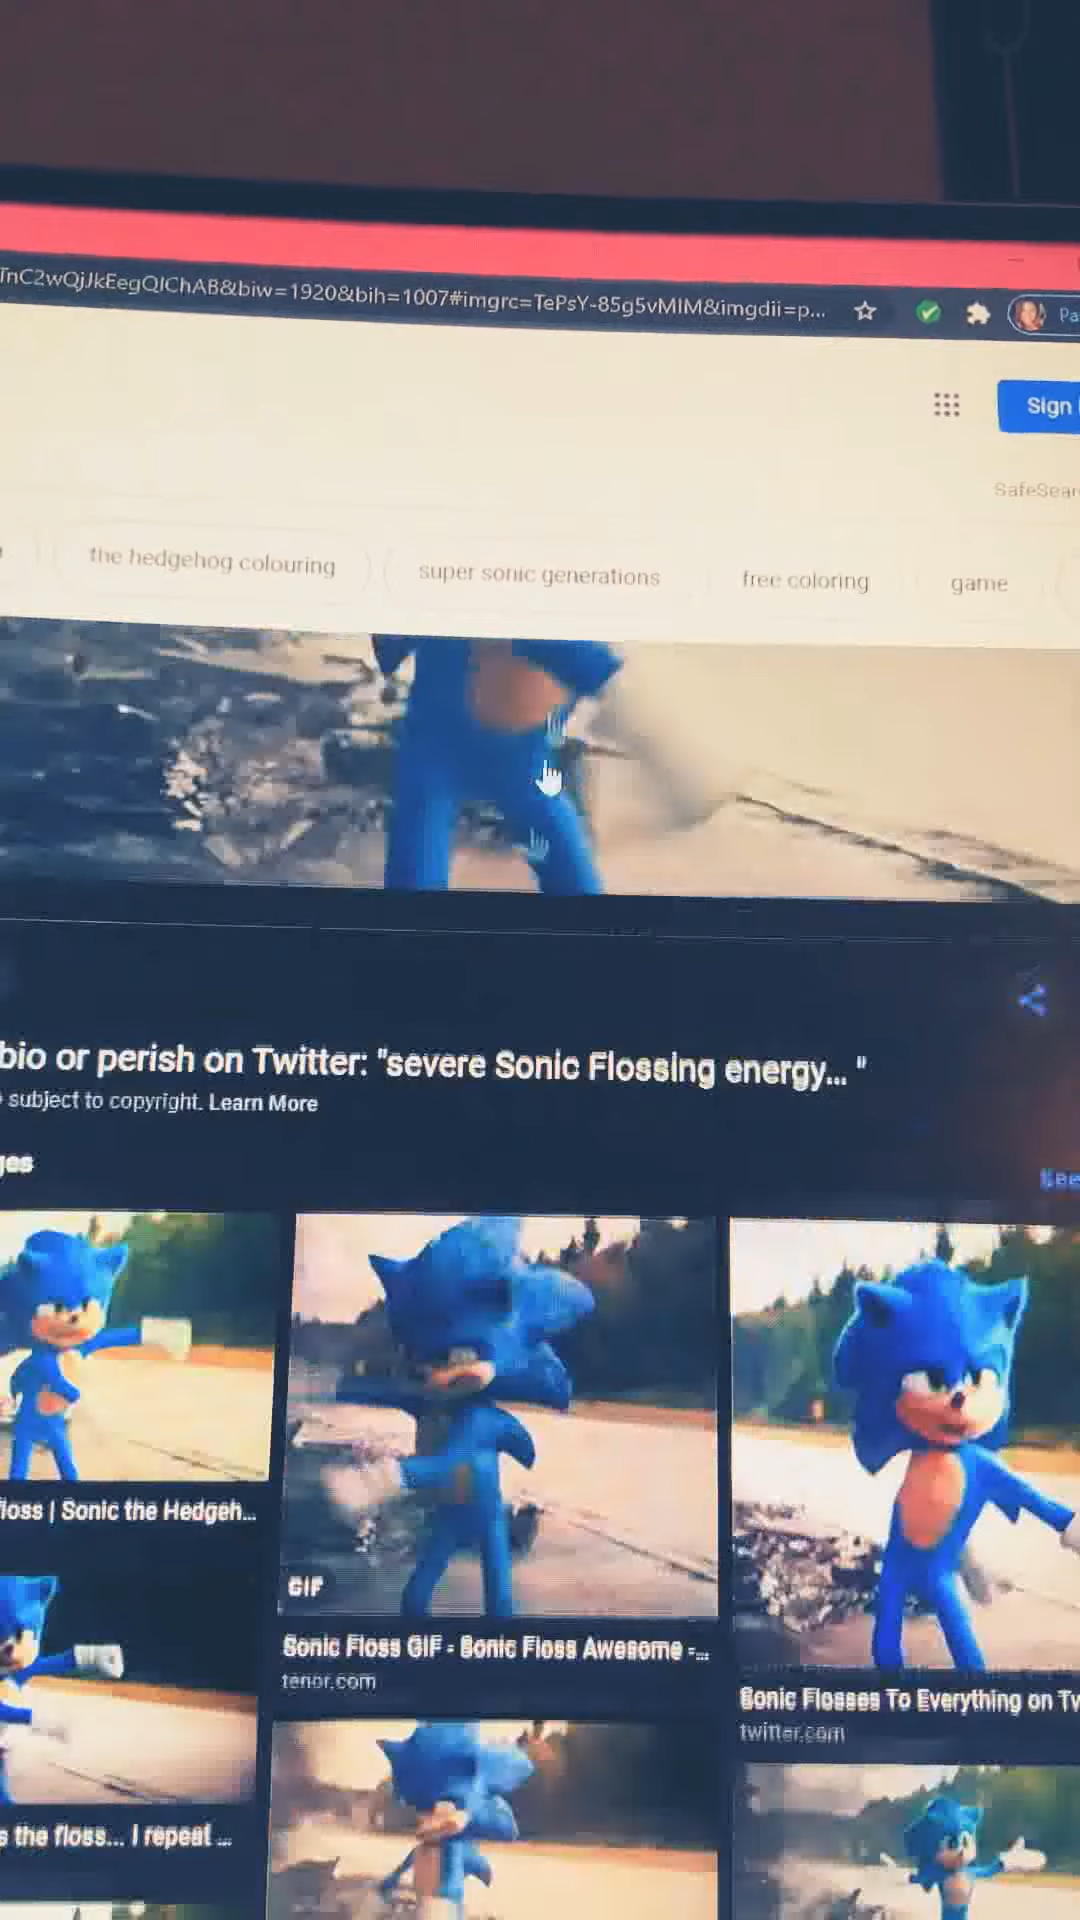 TnC2wQjJkEegQIChAB&biw=1920&bih=1007#imgrc=TePsY-85g5vMIM&imgdii=p...
Pa
Sign
SafeSear
the hedgehog colouring
super sonic generations
free coloring
game
bio or perish on Twitter: "severe Sonic Flossing energy... "
subject to copyright. Learn More
ges
loss | Sonic the Hedgeh...
GIF
Sonic Floss GIF - Sonic Floss Awesome -...
tenor.com
Sonic Flosses To Everything on Tw
twitter.com
s the floss... I repeat ...